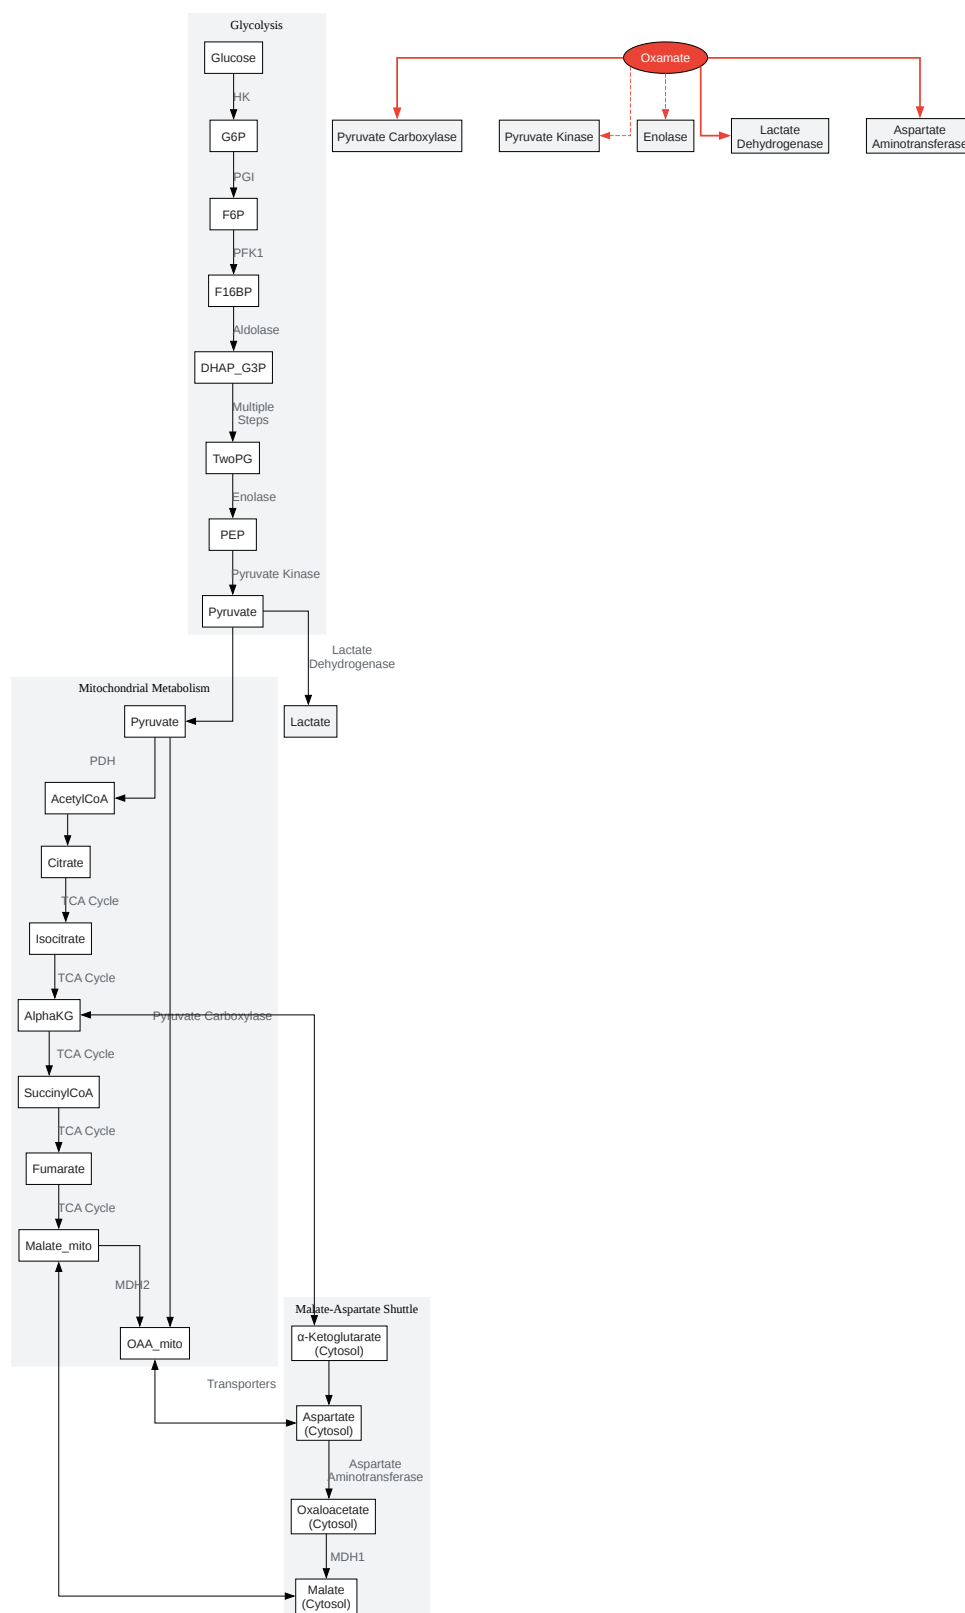 Glycolysis
Glucose
Oxamate
HK
Pyruvate Carboxylase
Pyruvate Kinase
Enolase
Lactate
Dehydrogenase
Aspartate
Aminotransferase
G6P
PGI
F6P
PFK1
F16BP
Aldolase
DHAP_G3P
Multiple
Steps
TwoPG
Enolase
PEP
Pyruvate Kinase
Pyruvate
Lactate
Dehydrogenase
Mitochondrial Metabolism
Pyruvate
Lactate
PDH
AcetylCoA
Citrate
TCA Cycle
Isocitrate
TCA Cycle
AlphaKG
Pyruvate Carboxylase
TCA Cycle
SuccinylCoA
TCA Cycle
Fumarate
TCA Cycle
Malate_mito
MDH2
Malate-Aspartate Shuttle
OAA_mito
α-Ketoglutarate
(Cytosol)
Transporters
Aspartate
(Cytosol)
Aspartate
Aminotransferase
Oxaloacetate
(Cytosol)
MDH1
Malate
(Cytosol)